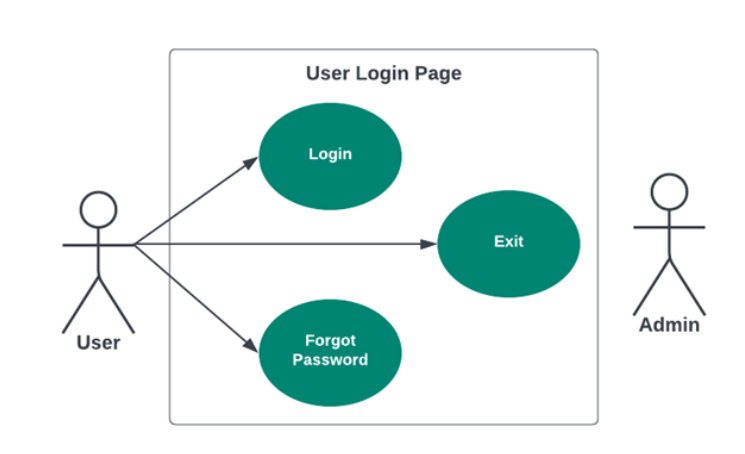 User Login Page
Login
Exit
Forgot
Password
User
Admin